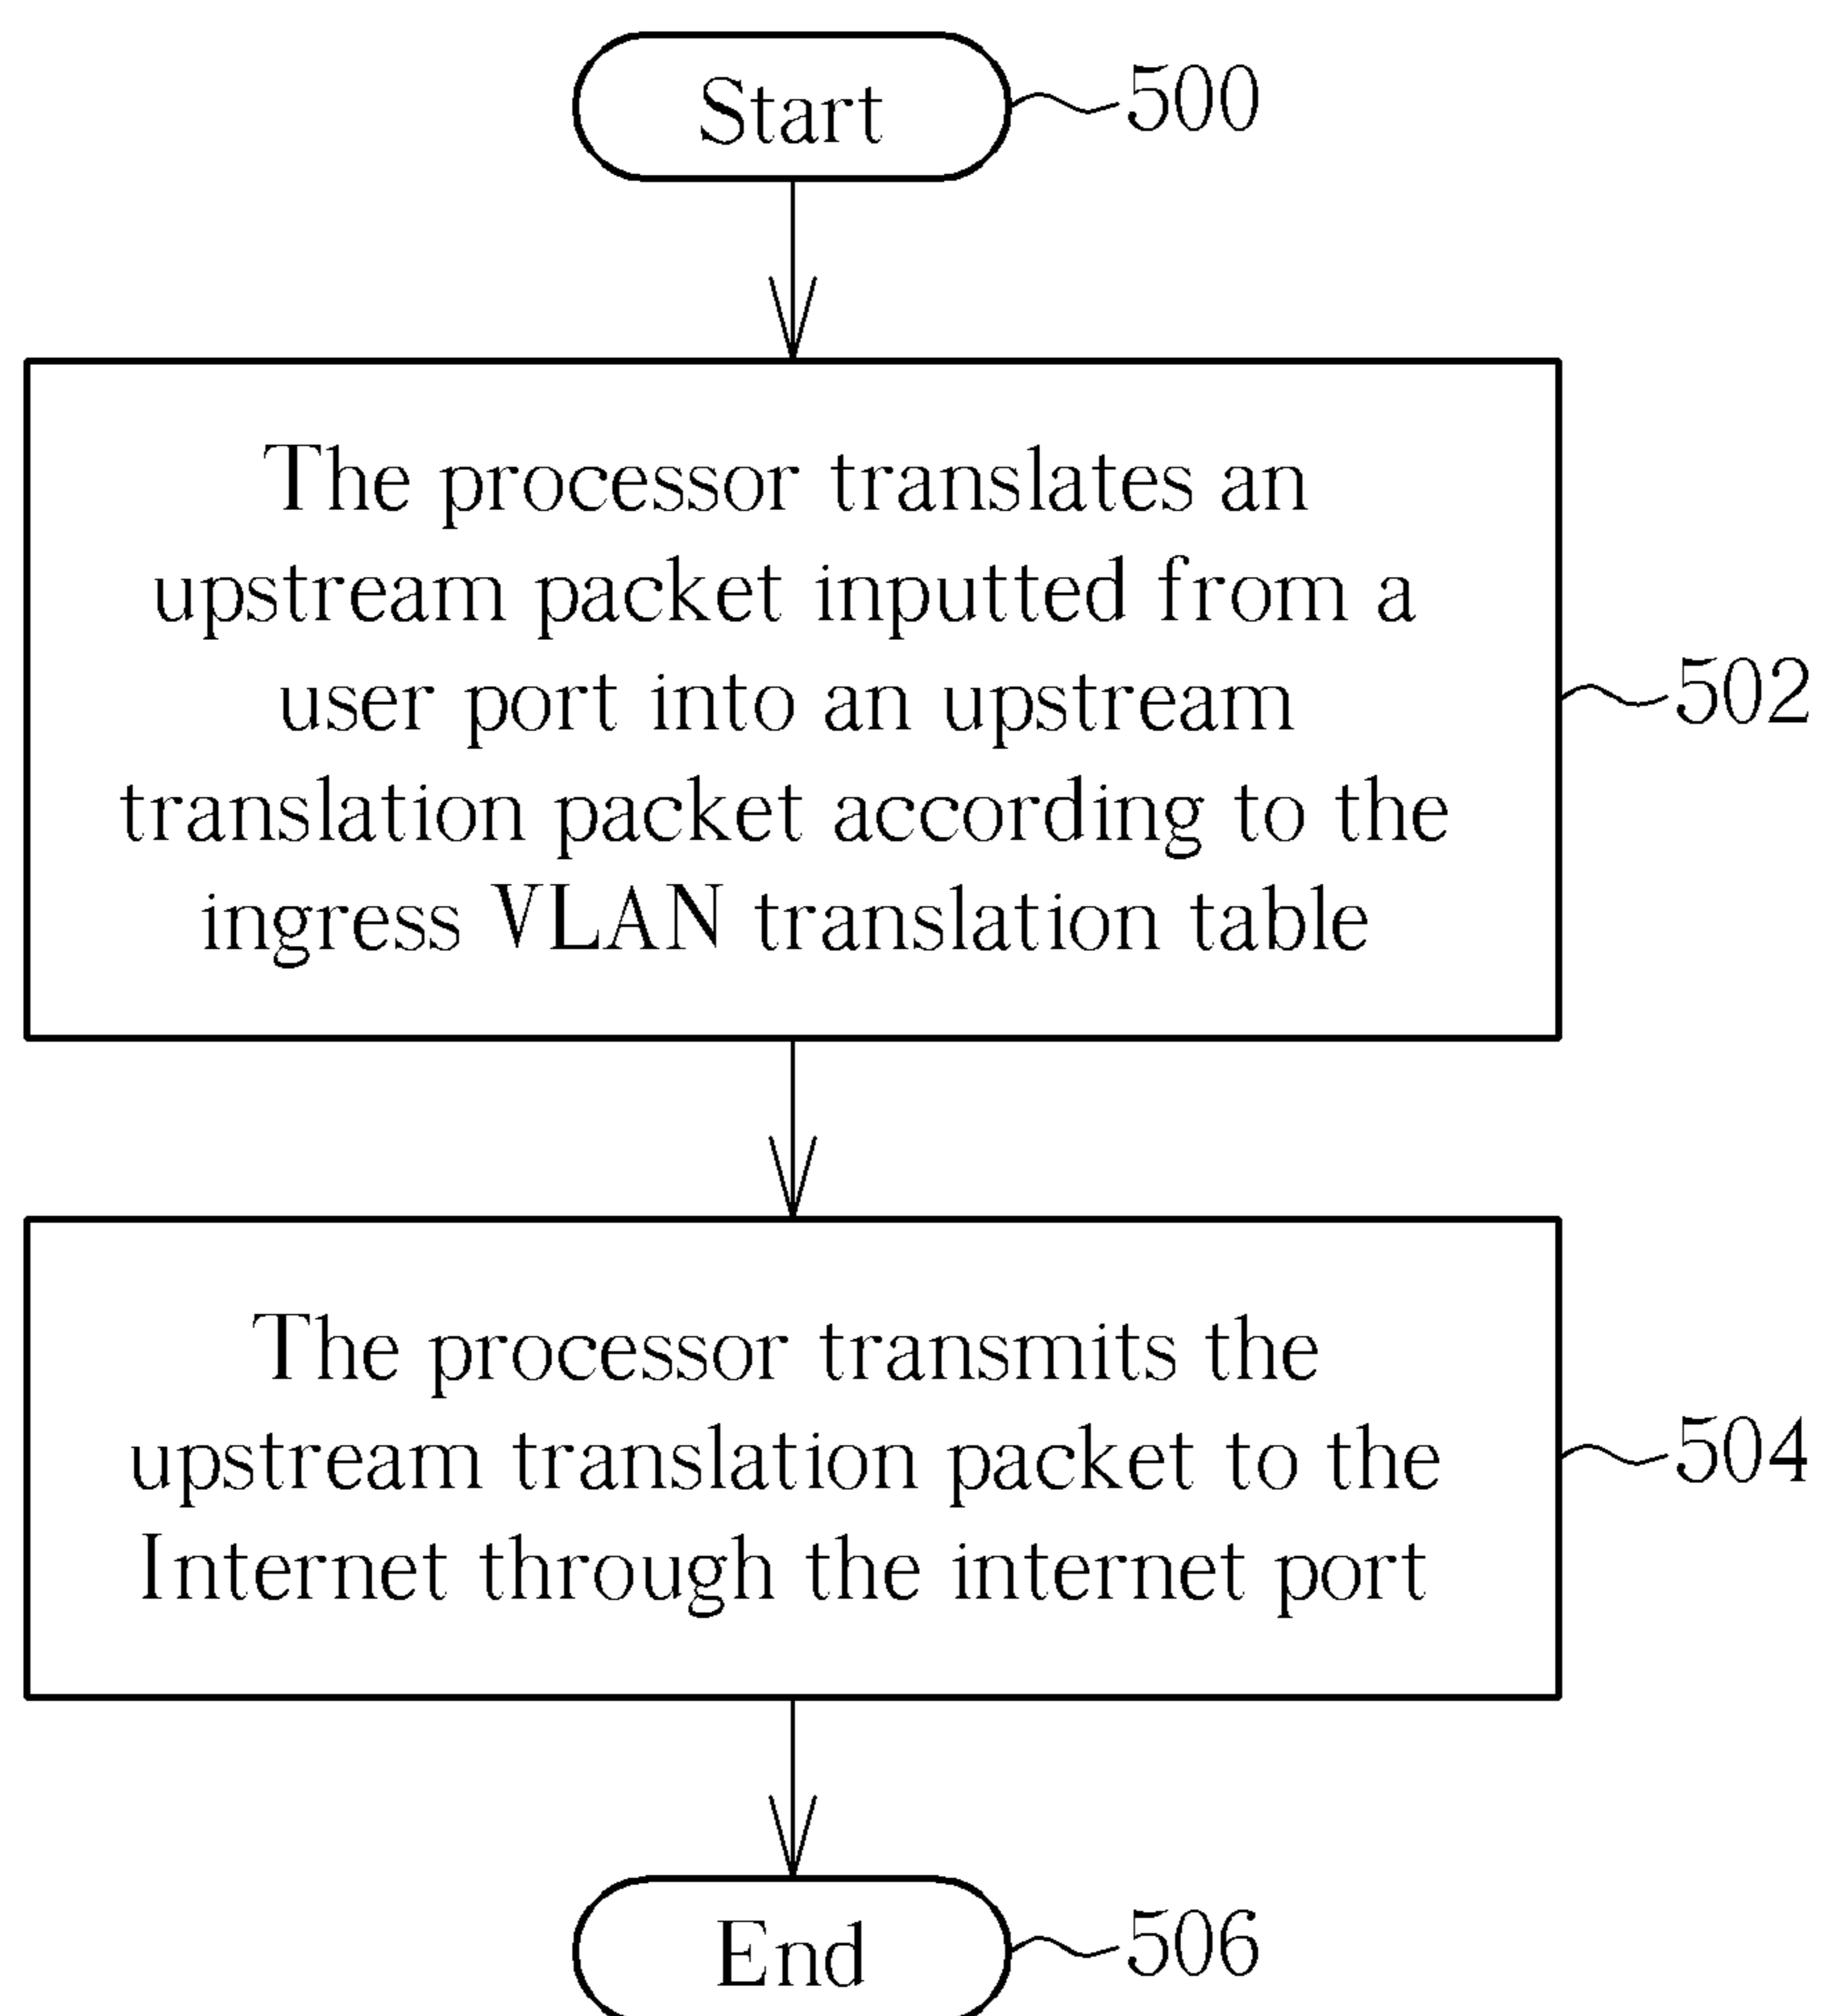 Start
500
The processor translates an
upstream packet inputted from a
user port into an upstream
translation packet according to the
ingress VLAN translation table
502
The processor transmits the
upstream translation packet to the
Internet through the internet port
504
End
506